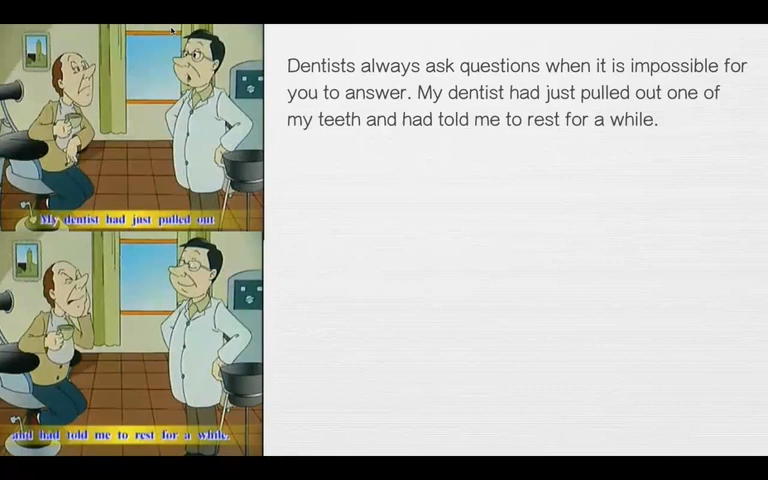 Dentists always ask questions when it is impossible for
you to answer. My dentist had just pulled out one of
my teeth and had told me to rest for a while.
My dentist had just pulled out
and had told me to rest for a while.